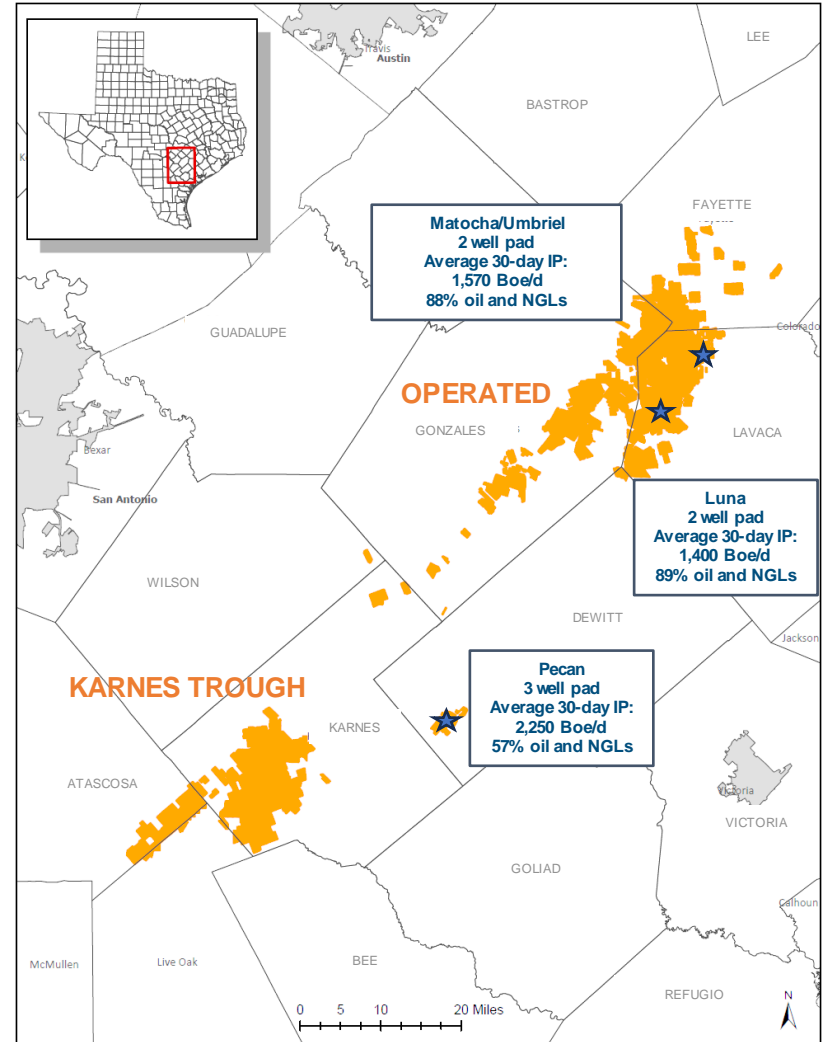 Travis
Austin
LEE
BASTROP
FAYETTE
Matocha/Umbriel
2 well pad
Average 30-day IP:
1,570 Boe/d
88% oil and NGLs
GUADALUPE
Colorado
OPERATED
GONZALES
LAVACA
Bexar
San Antonio
Luna
2 well pad
Average 30-day IP:
1,400 Boe/d
89% oil and NGLs
WILSON
DEWITT
Jackson
Pecan
3 well pad
Average 30-day IP:
2,250 Boe/d
57% oil and NGLs
KARNES TROUGH
KARNES
ATASCOSA
Victoria
VICTORIA
GOLIAD
Calhoun
McMullen
Live Oak
BEE
REFUGIO
0 5 10 20 Miles
N